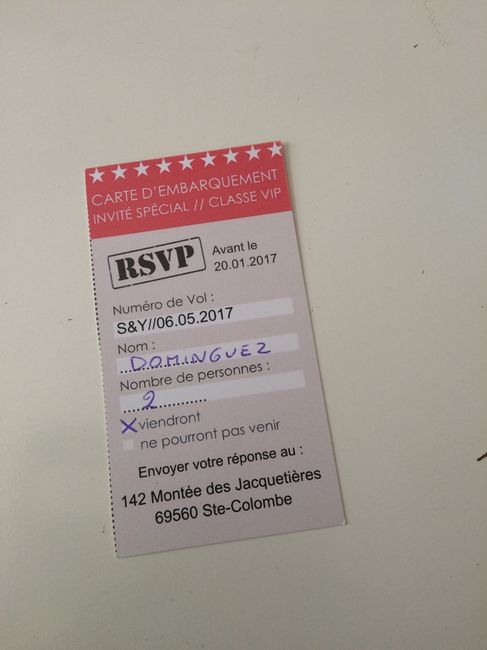 CARTE D'EMBARQUEMENT
INVITÉ SPÉCIAL // CLASSE VIP
RSVP
Avant le
20.01.2017
Numéro de Vol :
S&Y//06.05.2017
Nom :
DOMINGUEZ
Nombre de personnes :
....2............
X viendront
ne pourront pas venir
Envoyer votre réponse au :
142 Montée des Jacquetières
69560 Ste-Colombe